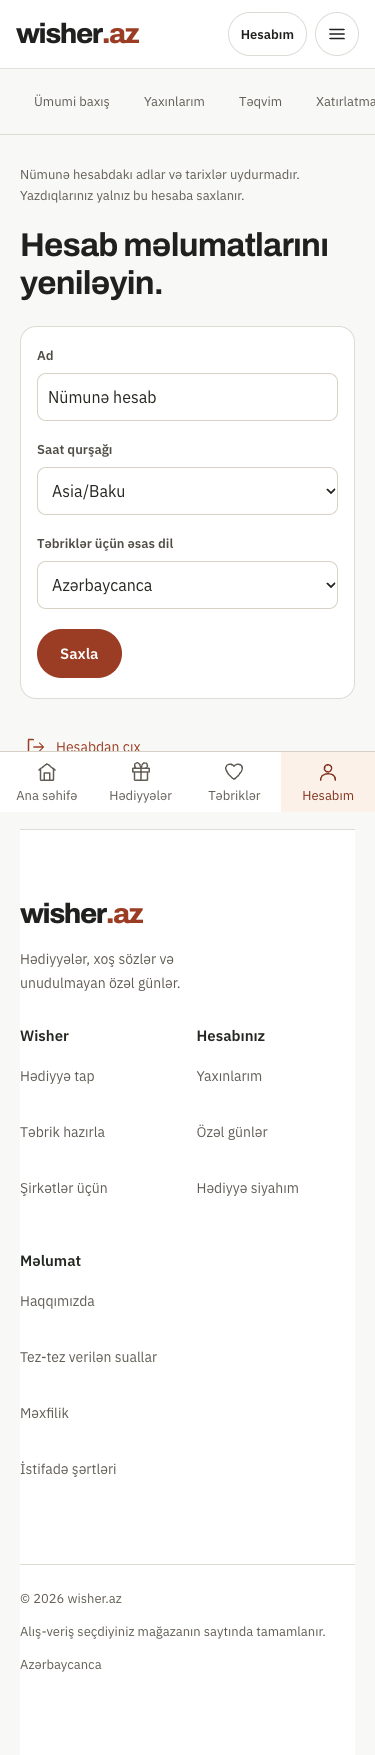 wisher.az
Hesabım
Ümumi baxış
Yaxınlarım
Təqvim
Xatırlatma
Nümunə hesabdakı adlar və tarixlər uydurmadır.
Yazdıqlarınız yalnız bu hesaba saxlanır.
Hesab məlumatlarını
yeniləyin.
Ad
Nümunə hesab
Saat qurşağı
Asia/Baku
Təbriklər üçün əsas dil
Azərbaycanca
Saxla
Hesabdan çıx
Ana səhifə
Hədiyyələr
Təbriklər
Hesabım
wisher.az
Hədiyyələr, xoş sözlər və
unudulmayan özəl günlər.
Wisher
Hədiyyə tap
Təbrik hazırla
Şirkətlər üçün
Hesabınız
Yaxınlarım
Özəl günlər
Hədiyyə siyahım
Məlumat
Haqqımızda
Tez-tez verilən suallar
Məxfilik
İstifadə şərtləri
© 2026 wisher.az
Alış-veriş seçdiyiniz mağazanın saytında tamamlanır.
Azərbaycanca